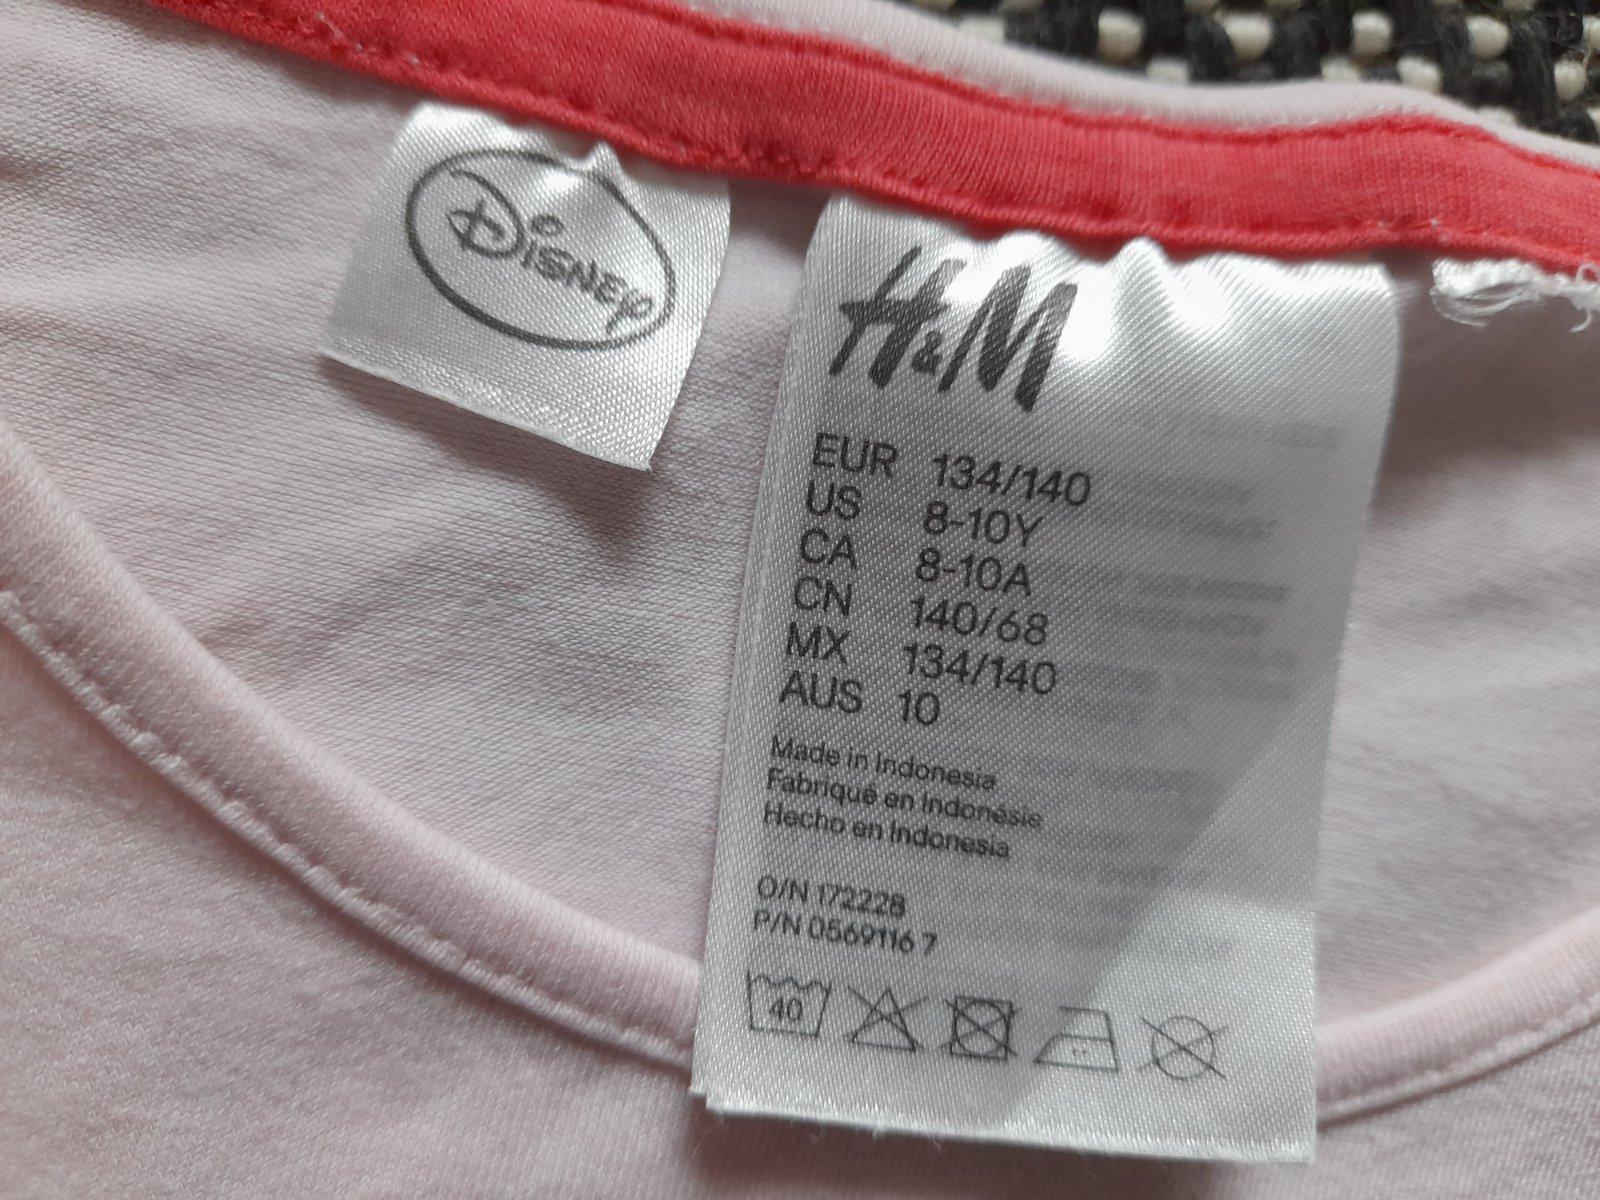 Disney
H&M
EUR 134/140
US 8-10Y
CA 8-10A
CN 140/68
MX 134/140
AUS 10
Made in Indonesia
Fabriqué en Indonésie
Hecho en Indonesia
O/N 172228
P/N 0569116 7
40